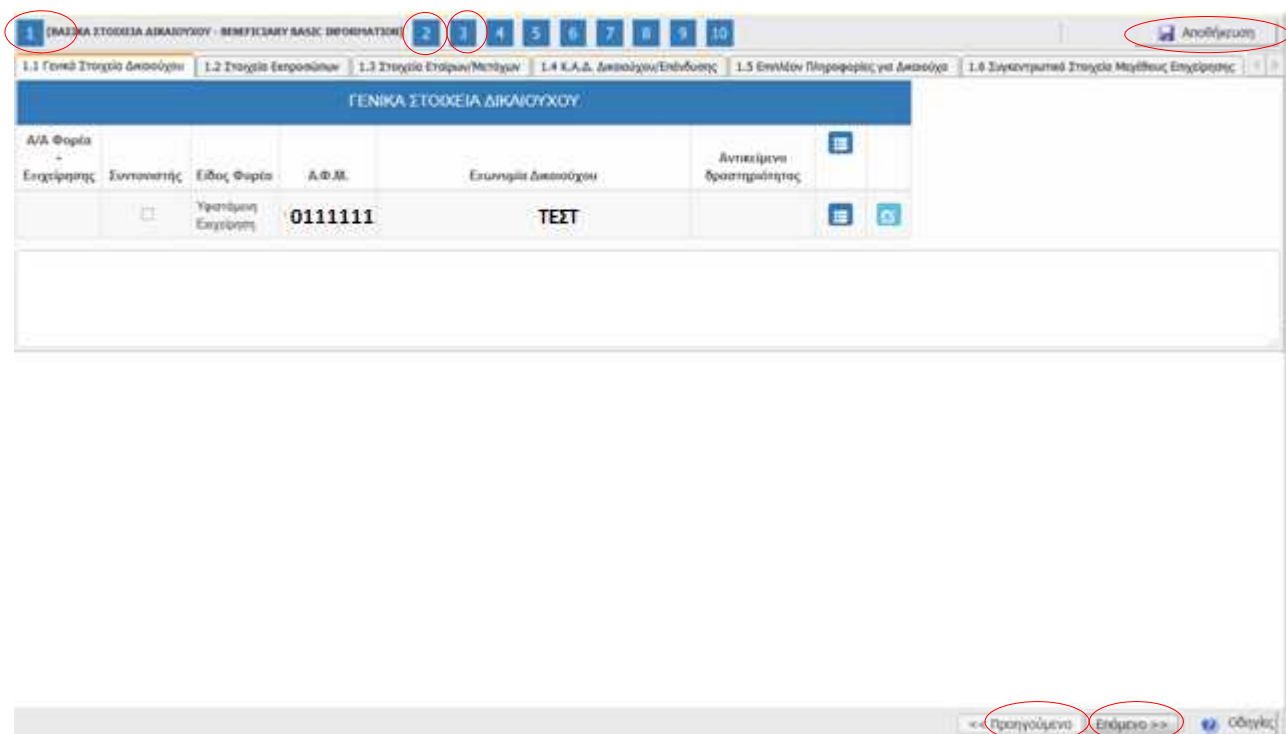 1 [ΒΑΣΙΚΑ ΣΤΟΙΧΕΙΑ ΔΙΚΑΙΟΥΧΟΥ - BENEFICIARY BASIC INFORMATION] 2 3 4 5 6 7 8 9 10 Αποθήκευση
1.1 Γενικά Στοιχεία Δικαιούχου 1.2 Στοιχεία Εκπροσώπων 1.3 Στοιχεία Εταίρων/Μετόχων 1.4 Κ.Α.Δ. Δικαιούχου/Επένδυσης 1.5 Επιπλέον Πληροφορίες για Δικαιούχο 1.6 Συγκεντρωτικά Στοιχεία Μεγέθους Επιχείρησης
ΓΕΝΙΚΑ ΣΤΟΙΧΕΙΑ ΔΙΚΑΙΟΥΧΟΥ
Α/Α Φορέα
-
Επιχείρησης Συντονιστής Είδος Φορέα Α.Φ.Μ. Επωνυμία Δικαιούχου Αντικείμενο
δραστηριότητας
Υφιστάμενη
Επιχείρηση 0111111 ΤΕΣΤ
<< Προηγούμενο Επόμενο >> Οδηγίες